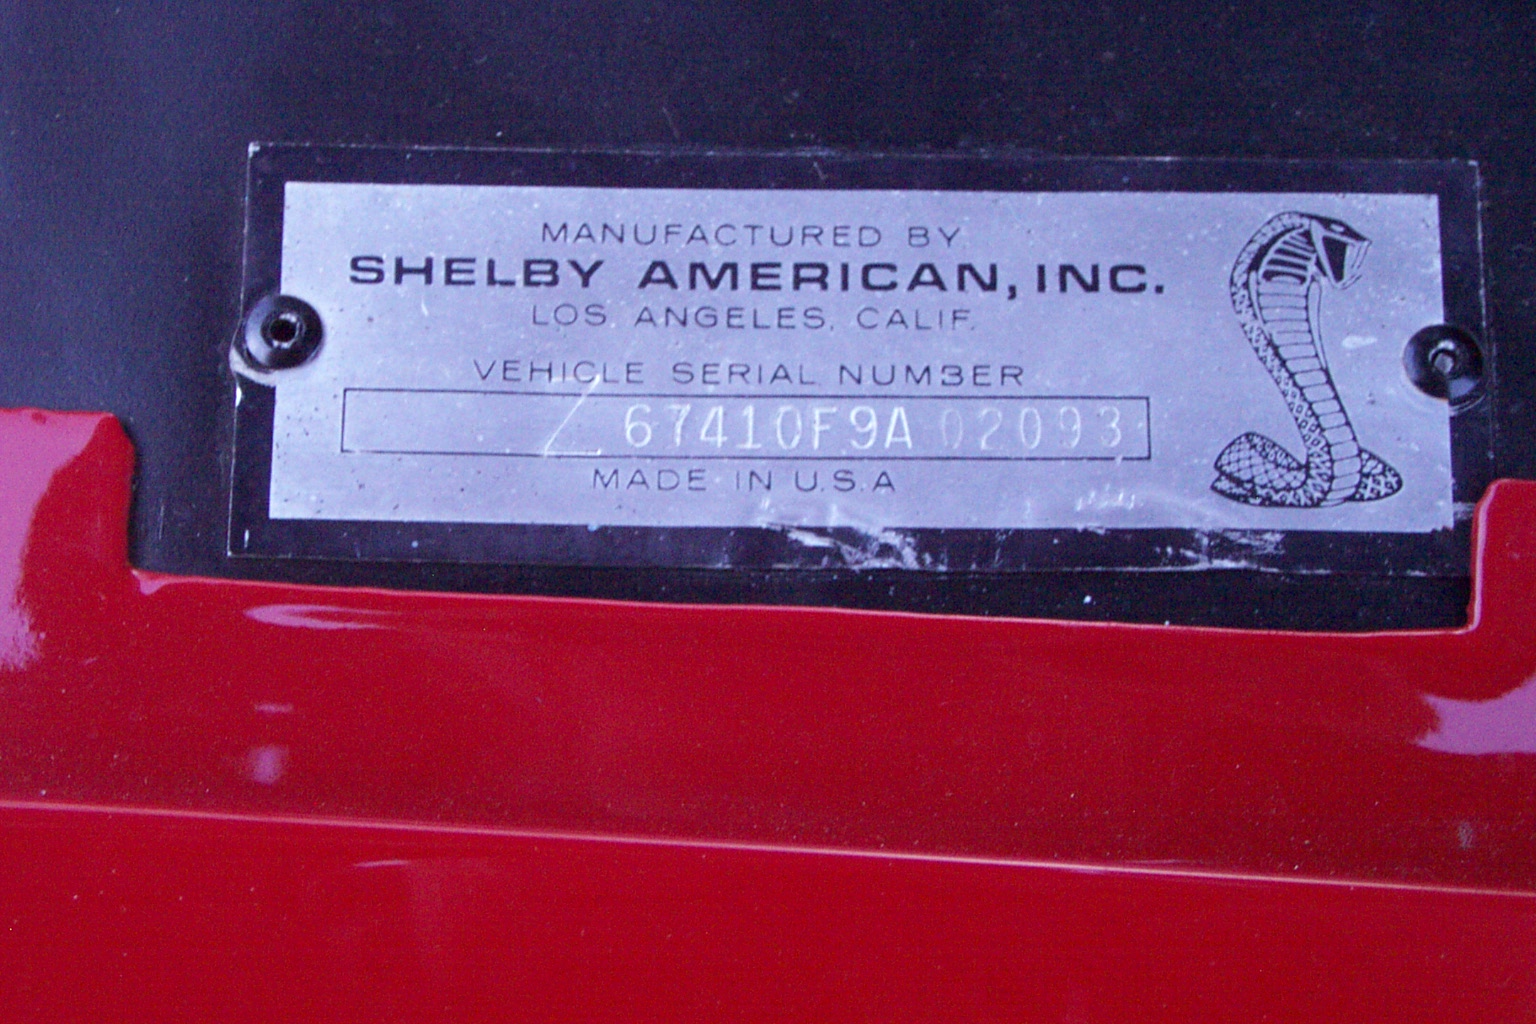 MANUFACTURED BY
SHELBY AMERICAN, INC.
LOS ANGELES, CALIF.
VEHICLE SERIAL NUMBER
67410F9A02093
MADE IN U.S.A